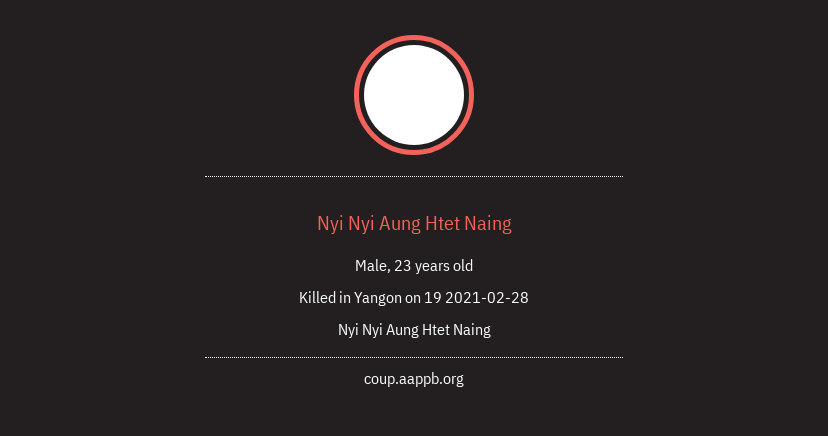 Nyi Nyi Aung Htet Naing
Male, 23 years old
Killed in Yangon on 19 2021-02-28
Nyi Nyi Aung Htet Naing
coup.aappb.org